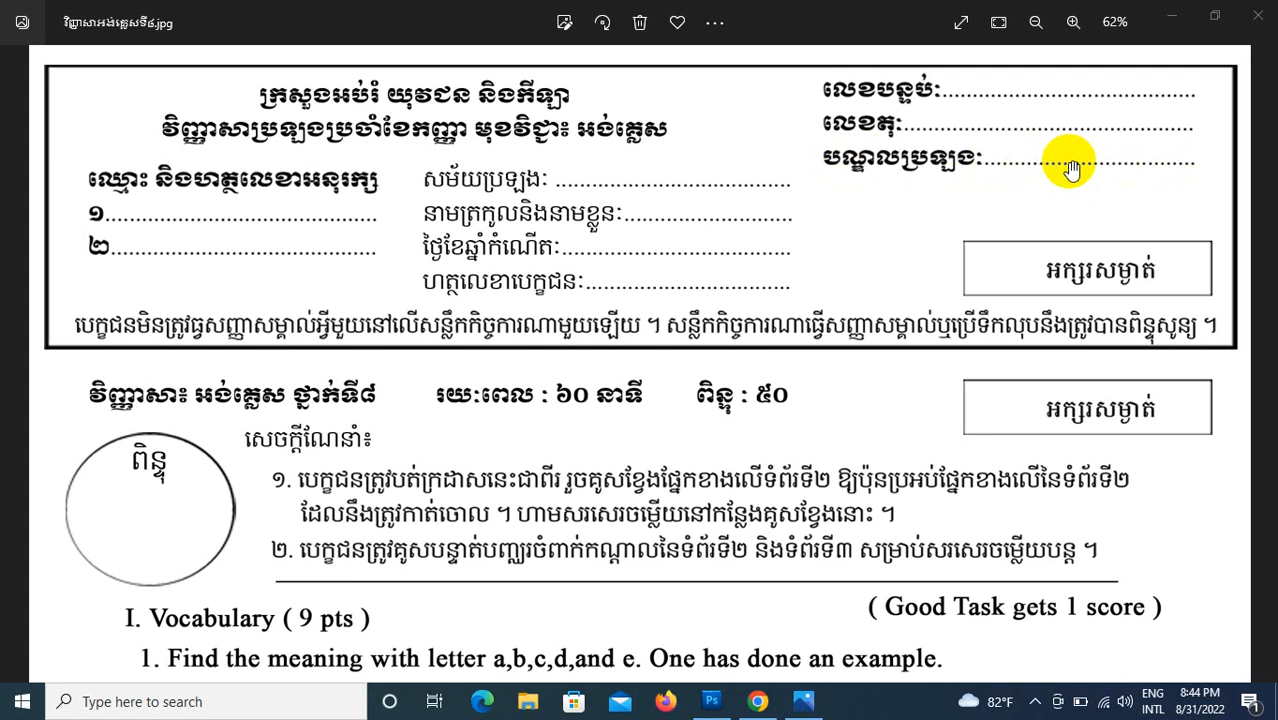 វិញ្ញាសាអង់គ្លេសទី៨.jpg
62%
ក្រសួងអប់រំ យុវជន និងកីឡា
វិញ្ញាសាប្រឡងប្រចាំខែកញ្ញា មុខវិជ្ជា៖ អង់គ្លេស
លេខបន្ទប់:..........................................
លេខតុ:................................................
បណ្ឌលប្រឡង:...................................
ឈ្មោះ និងហត្ថលេខាអនុរក្ស
១...........................................
២..........................................
សម័យប្រឡង: .....................................
នាមត្រកូលនិងនាមខ្លួន:..........................
ថ្ងៃខែឆ្នាំកំណើត:....................................
ហត្ថលេខាបេក្ខជន:................................
អក្សរសម្ងាត់
បេក្ខជនមិនត្រូវធ្វសញ្ញាសម្គាល់អ្វីមួយនៅលើសន្លឹកកិច្ចការណាមួយឡើយ ។ សន្លឹកកិច្ចការណាធ្វើសញ្ញាសម្គាល់ឬប្រើទឹកលុបនឹងត្រូវបានពិន្ទុសូន្យ ។
វិញ្ញាសា៖ អង់គ្លេស ថ្នាក់ទី៨ រយ:ពេល : ៦០ នាទី ពិន្ទុ : ៥០
អក្សរសម្ងាត់
ពិន្ទុ
សេចក្ដីណែនាំ៖
១. បេក្ខជនត្រូវបត់ក្រដាសនេះជាពីរ រួចគូសខ្វែងផ្នែកខាងលើទំព័រទី២ ឱ្យប៉ុនប្រអប់ផ្នែកខាងលើនៃទំព័រទី២
ដែលនឹងត្រូវកាត់ចោល ។ ហាមសរសេរចម្លើយនៅកន្លែងគូសខ្វែងនោះ ។
២. បេក្ខជនត្រូវគូសបន្ទាត់បញ្ឈរចំពាក់កណ្ដាលនៃទំព័រទី២ និងទំព័រទី៣ សម្រាប់សរសេរចម្លើយបន្ត ។
( Good Task gets 1 score )
I. Vocabulary ( 9 pts )
1. Find the meaning with letter a,b,c,d,and e. One has done an example.
Type here to search
Ps
82°F
ENG
INTL
8:44 PM
8/31/2022
1